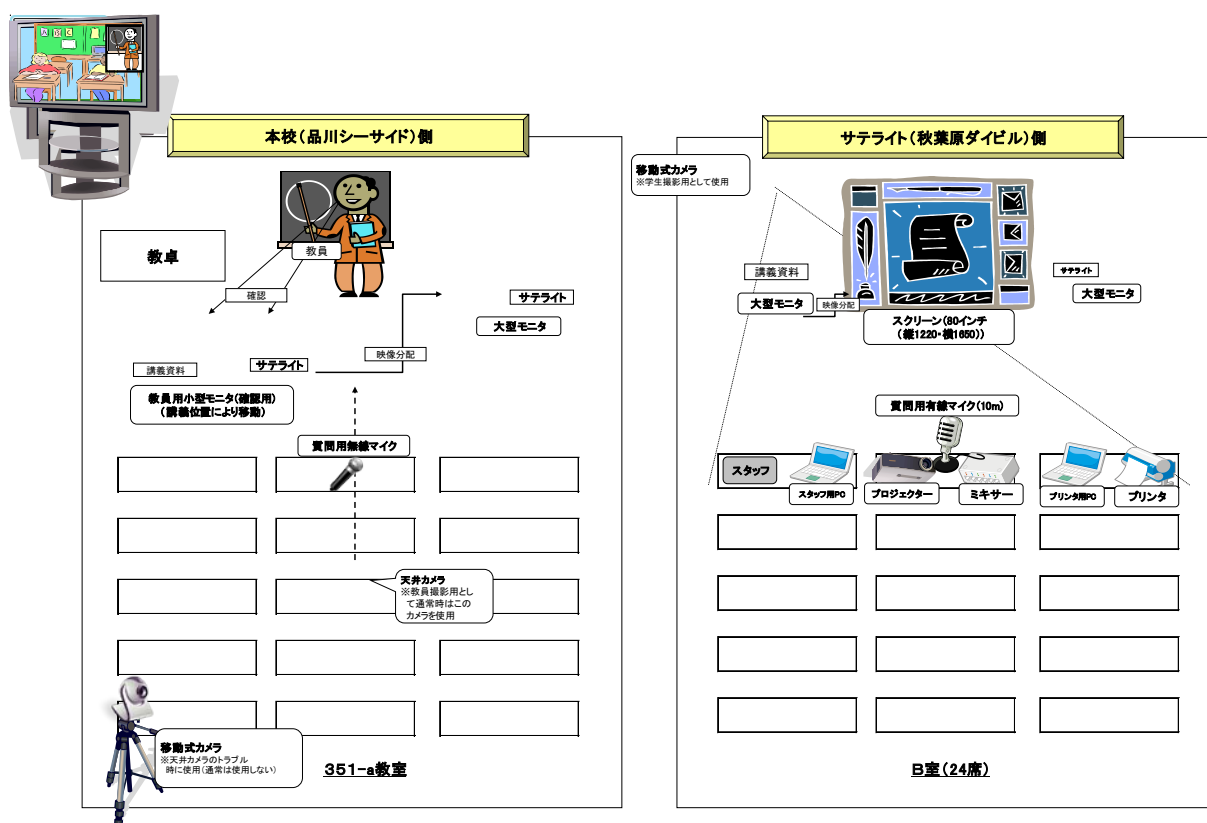 A B C
本校(品川シーサイド)側
教卓
教員
確認
サテライト
大型モニタ
映像分配
講義資料
サテライト
教員用小型モニタ(確認用)
(講義位置により移動)
質問用無線マイク
天井カメラ
※教員撮影用とし
て通常時はこの
カメラを使用
移動式カメラ
※天井カメラのトラブル
時に使用(通常は使用しない)
351-a教室
サテライト(秋葉原ダイビル)側
移動式カメラ
※学生撮影用として使用
講義資料
大型モニタ
映像分配
サテライト
大型モニタ
スクリーン(80インチ
(縦1220・横1650))
質問用有線マイク(10m)
スタッフ
スタッフ用PC
プロジェクター
ミキサー
プリンタ用PC
プリンタ
B室(24席)